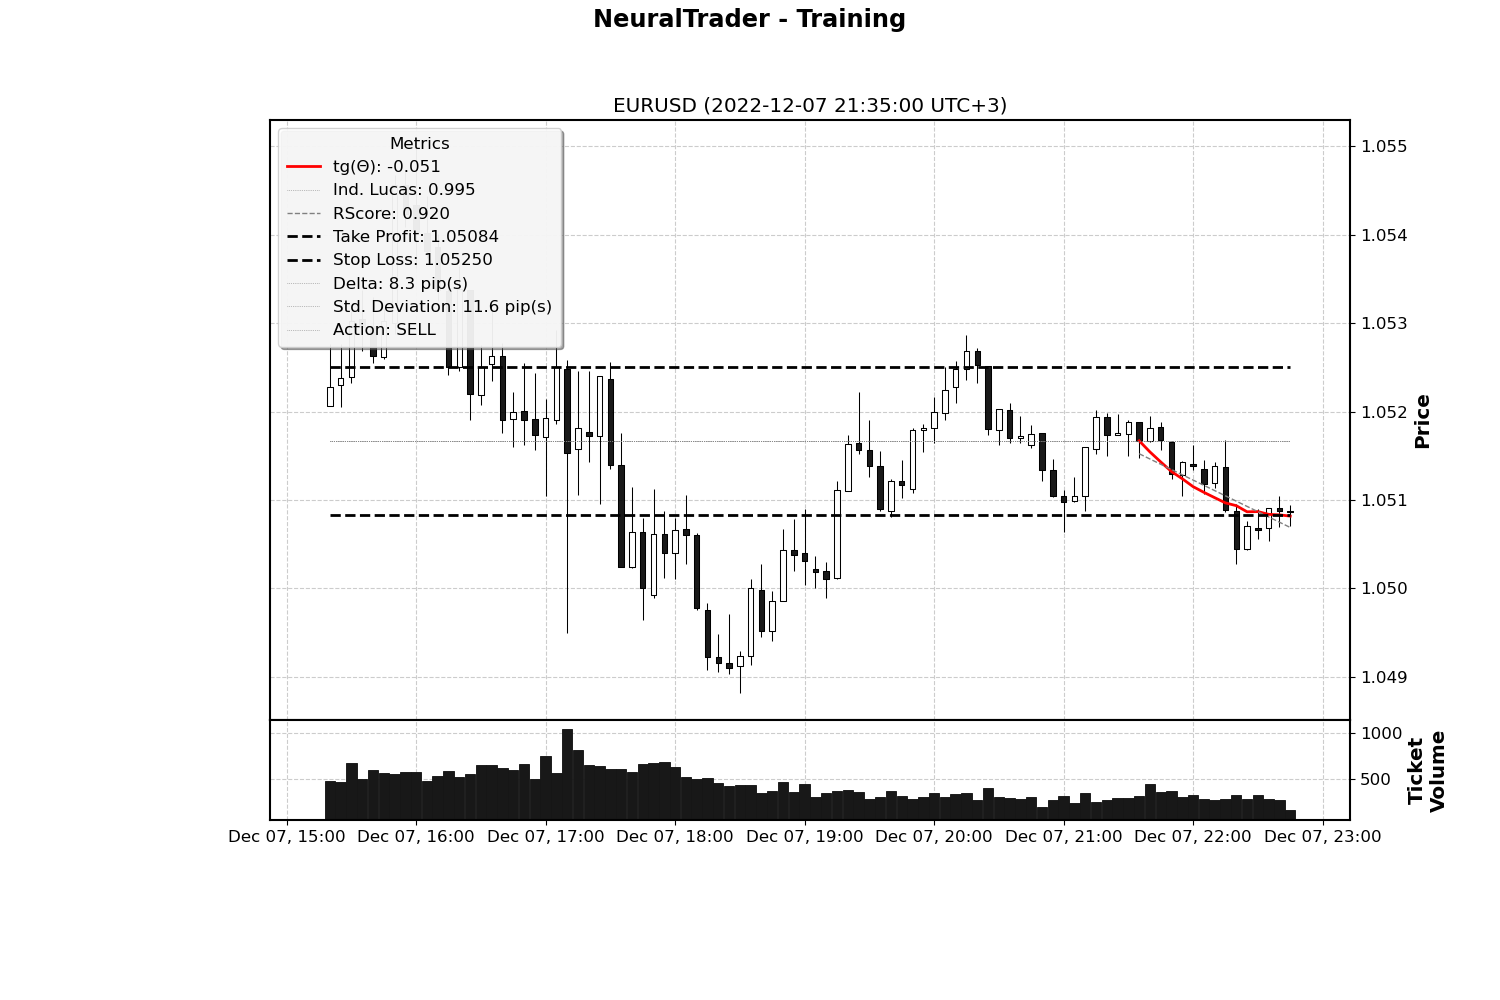 NeuralTrader - Training
EURUSD (2022-12-07 21:35:00 UTC+3)
Metrics
tg(Θ): -0.051
Ind. Lucas: 0.995
RScore: 0.920
Take Profit: 1.05084
Stop Loss: 1.05250
Delta: 8.3 pip(s)
Std. Deviation: 11.6 pip(s)
Action: SELL
1.055
1.054
1.053
1.052
1.051
1.050
1.049
Price
1000
500
Ticket
Volume
Dec 07, 15:00 Dec 07, 16:00 Dec 07, 17:00 Dec 07, 18:00 Dec 07, 19:00 Dec 07, 20:00 Dec 07, 21:00 Dec 07, 22:00 Dec 07, 23:00